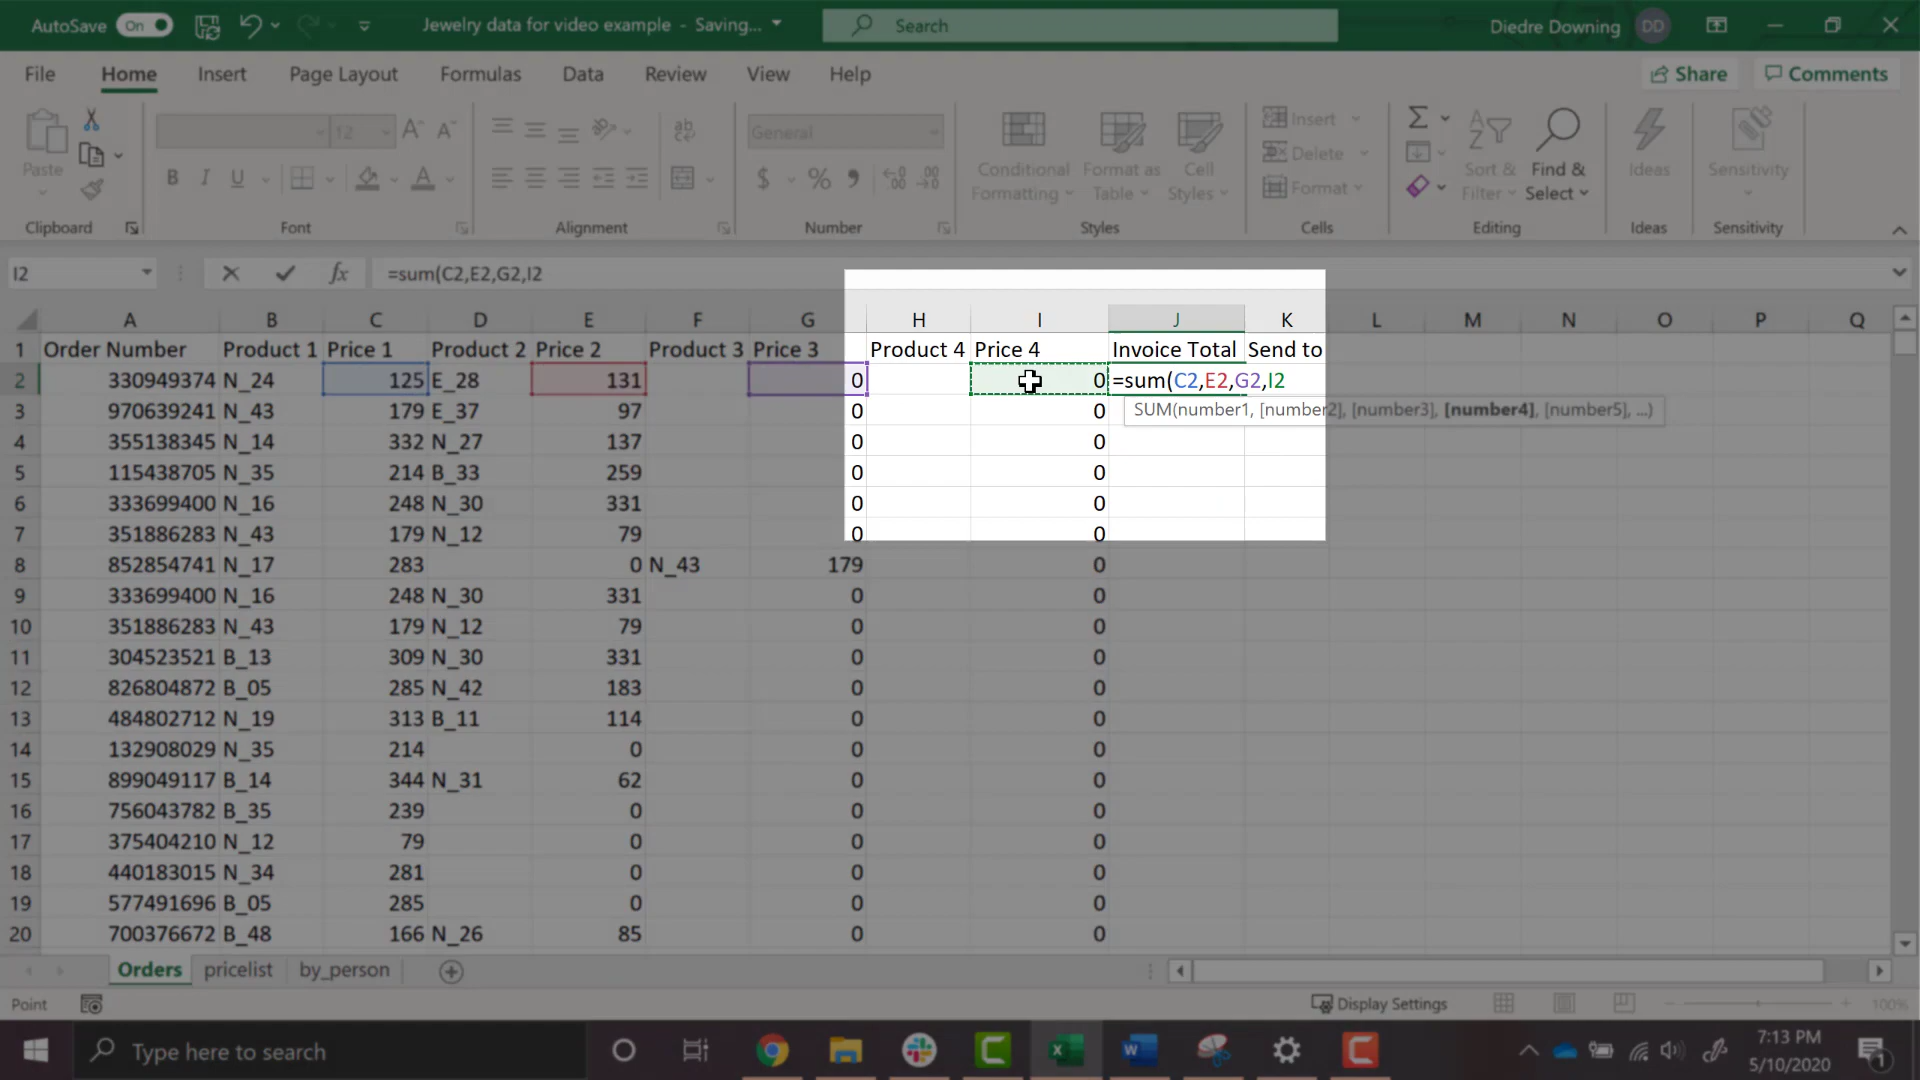 AutoSave On Jewelry data for video example - Saving... Search Diedre Downing DD
File Home Insert Page Layout Formulas Data Review View Help Share Comments
12 A A ab General Insert
Paste B I U A $ % 9 Conditional Formatting Format as Table Cell Styles Delete Format Sort & Filter Find & Select Ideas Sensitivity
Clipboard Font Alignment Number Styles Cells Editing Ideas Sensitivity
I2 fx =sum(C2,E2,G2,I2
A B C D E F G H I J K L M N O P Q
1 Order Number Product 1 Price 1 Product 2 Price 2 Product 3 Price 3 Product 4 Price 4 Invoice Total Send to
2 330949374 N_24 125 E_28 131 0 0 =sum(C2,E2,G2,I2
3 970639241 N_43 179 E_37 97 0 0 SUM(number1, [number2], [number3], [number4], [number5], ...)
4 355138345 N_14 332 N_27 137 0 0
5 115438705 N_35 214 B_33 259 0 0
6 333699400 N_16 248 N_30 331 0 0
7 351886283 N_43 179 N_12 79 0 0
8 852854741 N_17 283 0 N_43 179 0
9 333699400 N_16 248 N_30 331 0 0
10 351886283 N_43 179 N_12 79 0 0
11 304523521 B_13 309 N_30 331 0 0
12 826804872 B_05 285 N_42 183 0 0
13 484802712 N_19 313 B_11 114 0 0
14 132908029 N_35 214 0 0 0
15 899049117 B_14 344 N_31 62 0 0
16 756043782 B_35 239 0 0 0
17 375404210 N_12 79 0 0 0
18 440183015 N_34 281 0 0 0
19 577491696 B_05 285 0 0 0
20 700376672 B_48 166 N_26 85 0 0
Orders pricelist by_person
Point Display Settings 100%
Type here to search 7:13 PM
5/10/2020 1